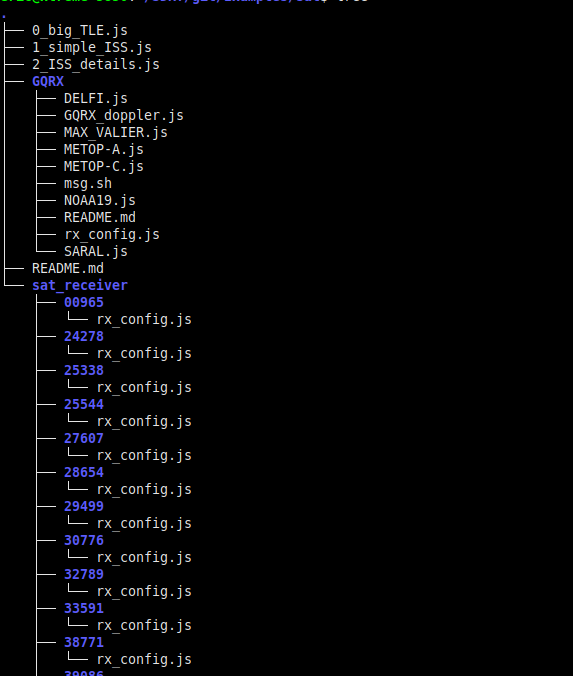 .
├── 0_big_TLE.js
├── 1_simple_ISS.js
├── 2_ISS_details.js
├── GQRX
│   ├── DELFI.js
│   ├── GQRX_doppler.js
│   ├── MAX_VALIER.js
│   ├── METOP-A.js
│   ├── METOP-C.js
│   ├── msg.sh
│   ├── NOAA19.js
│   ├── README.md
│   ├── rx_config.js
│   └── SARAL.js
├── README.md
└── sat_receiver
    ├── 00965
    │   └── rx_config.js
    ├── 24278
    │   └── rx_config.js
    ├── 25338
    │   └── rx_config.js
    ├── 25544
    │   └── rx_config.js
    ├── 27607
    │   └── rx_config.js
    ├── 28654
    │   └── rx_config.js
    ├── 29499
    │   └── rx_config.js
    ├── 30776
    │   └── rx_config.js
    ├── 32789
    │   └── rx_config.js
    ├── 33591
    │   └── rx_config.js
    ├── 38771
    │   └── rx_config.js